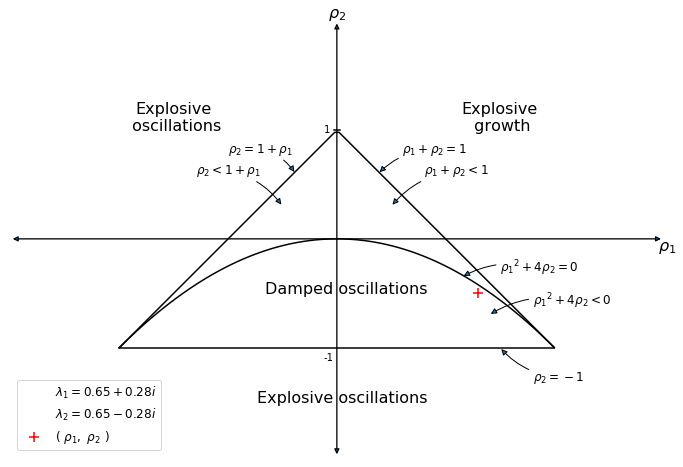 ρ₂
Explosive
oscillations
Explosive
growth
1
ρ₂ = 1 + ρ₁
ρ₁ + ρ₂ = 1
ρ₂ < 1 + ρ₁
ρ₁ + ρ₂ < 1
ρ₁
ρ₁² + 4ρ₂ = 0
Damped oscillations
ρ₁² + 4ρ₂ < 0
-1
ρ₂ = −1
Explosive oscillations
λ₁ = 0.65 + 0.28i
λ₂ = 0.65 − 0.28i
( ρ₁, ρ₂ )